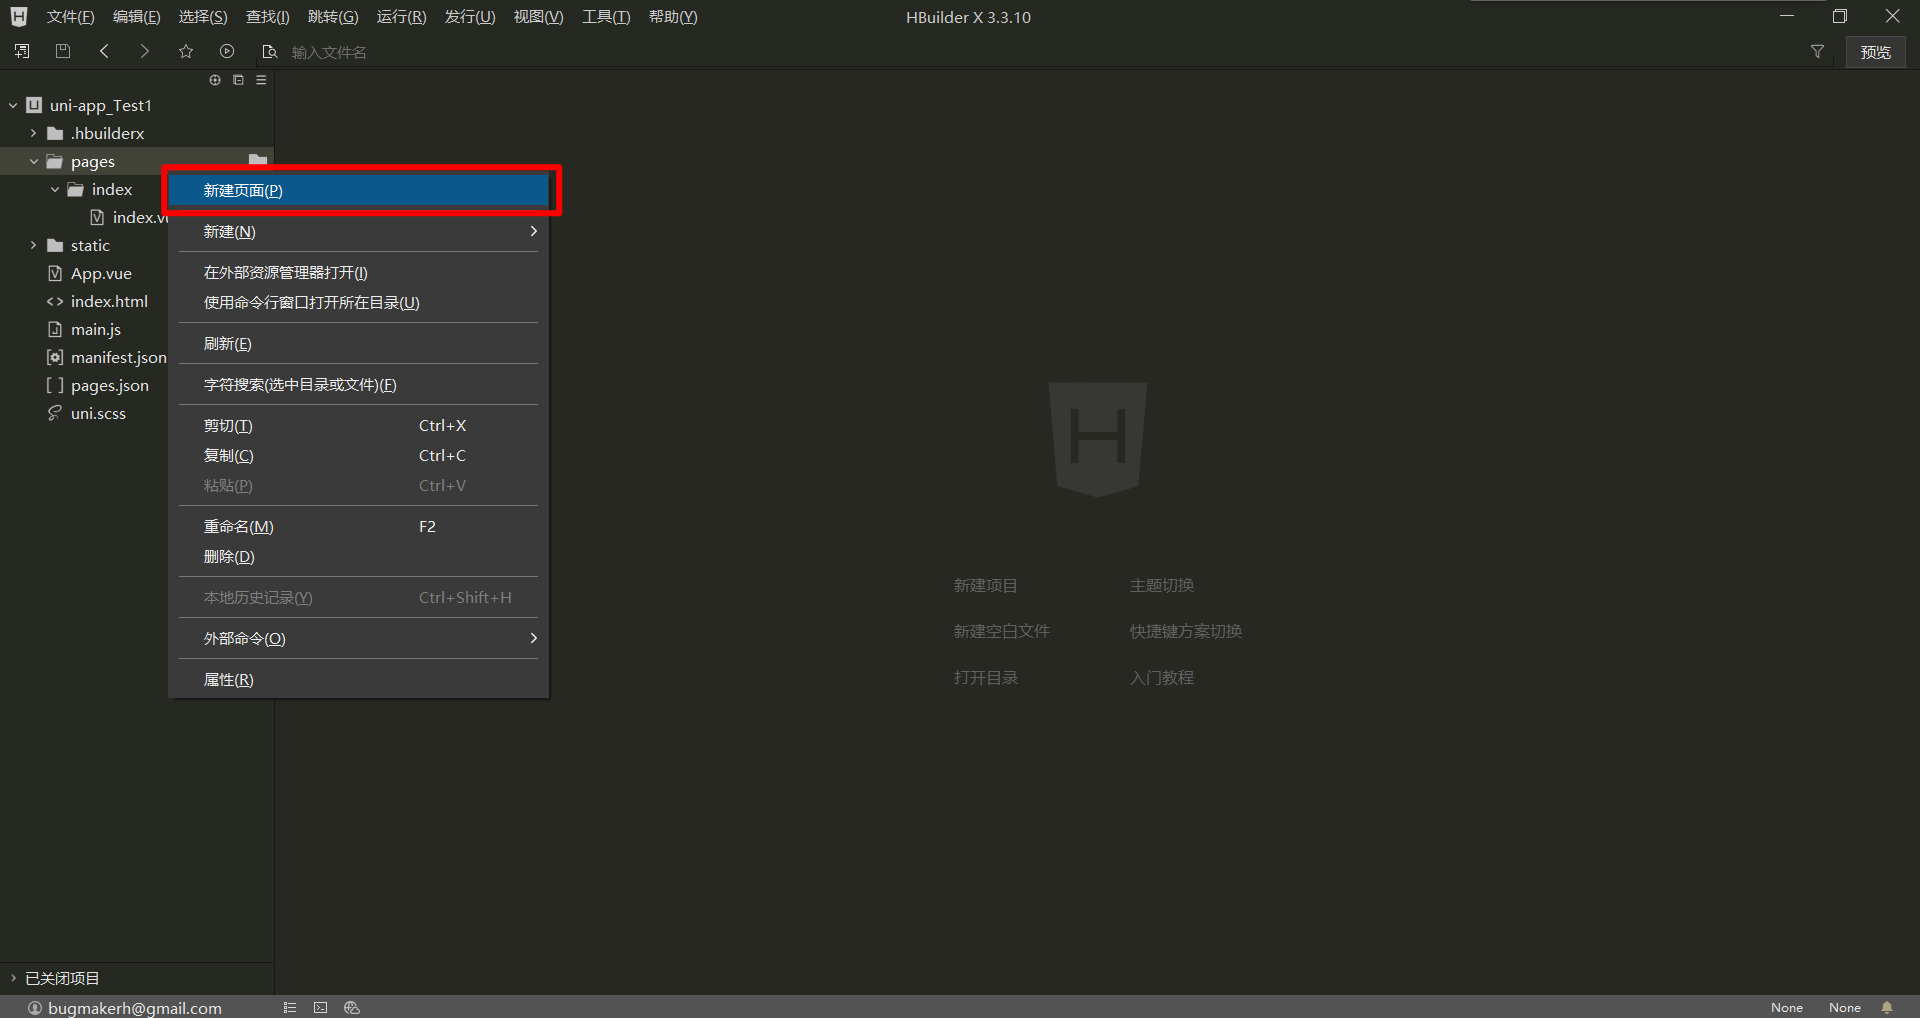 文件(F) 编辑(E) 选择(S) 查找(I) 跳转(G) 运行(R) 发行(U) 视图(V) 工具(T) 帮助(Y)
HBuilder X 3.3.10
输入文件名
预览
uni-app_Test1
.hbuilderx
pages
index
index.vu
static
App.vue
index.html
main.js
manifest.json
pages.json
uni.scss
新建页面(P)
新建(N)
在外部资源管理器打开(I)
使用命令行窗口打开所在目录(U)
刷新(E)
字符搜索(选中目录或文件)(F)
剪切(T) Ctrl+X
复制(C) Ctrl+C
粘贴(P) Ctrl+V
重命名(M) F2
删除(D)
本地历史记录(Y) Ctrl+Shift+H
外部命令(O)
属性(R)
新建项目 主题切换
新建空白文件 快捷键方案切换
打开目录 入门教程
已关闭项目
bugmakerh@gmail.com
None None